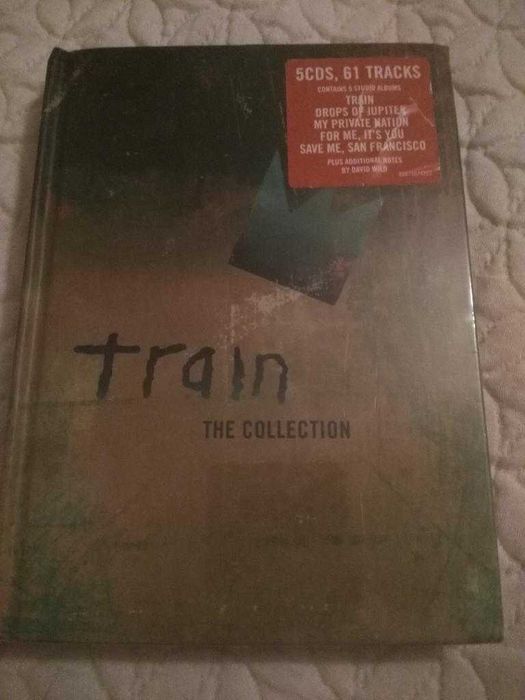 5CDS, 61 TRACKS
CONTAINS 5 STUDIO ALBUMS
TRAIN
DROPS OF JUPITER
MY PRIVATE NATION
FOR ME, IT'S YOU
SAVE ME, SAN FRANCISCO
PLUS ADDITIONAL NOTES
BY DAVID WILD
train
THE COLLECTION